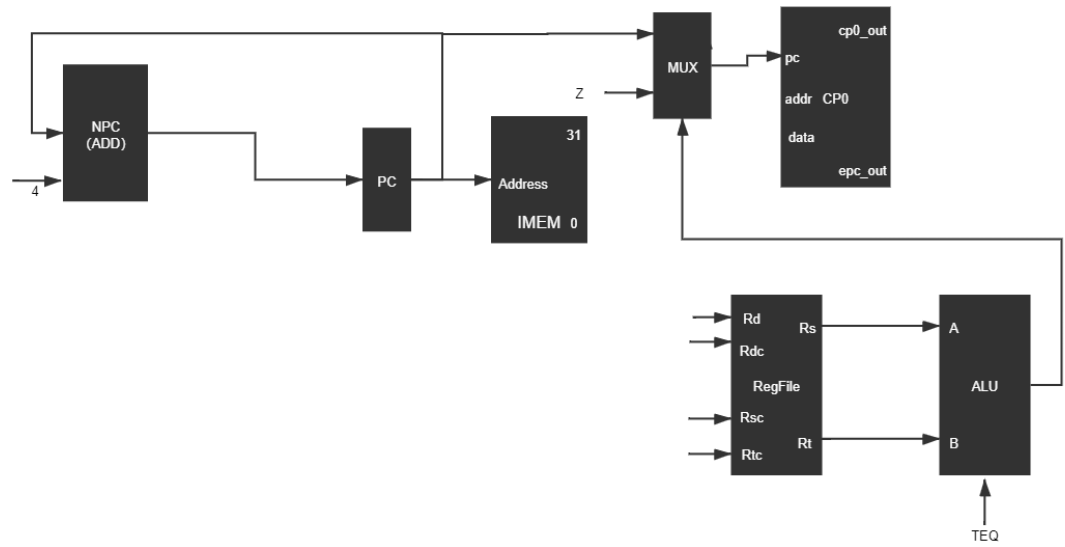 NPC
(ADD)
4
PC
31
Address
IMEM 0
MUX
Z
cp0_out
pc
addr CP0
data
epc_out
Rd
Rs
Rdc
RegFile
Rsc
Rt
Rtc
A
ALU
B
TEQ